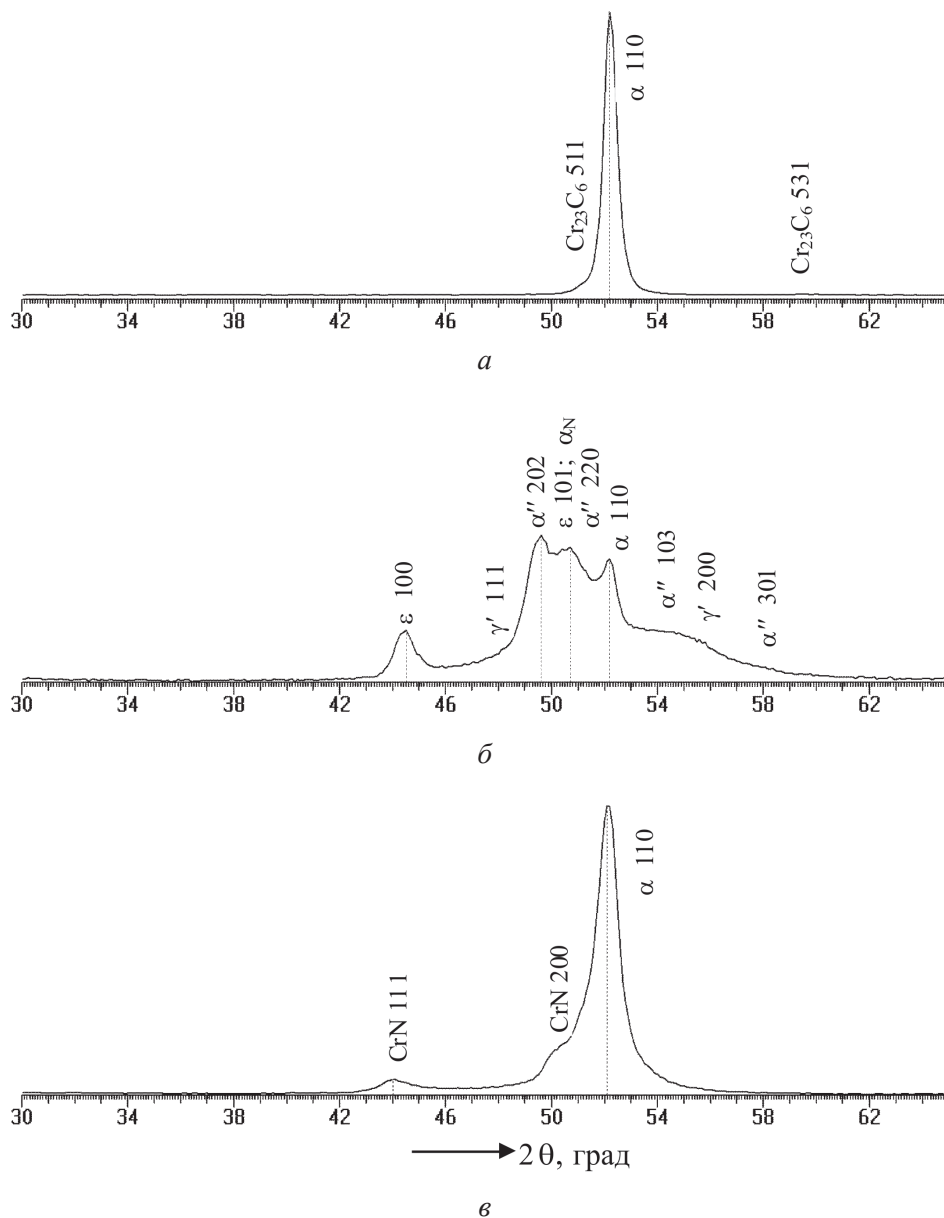 α 110
Cr₂₃C₆ 511
Cr₂₃C₆ 531
30 34 38 42 46 50 54 58 62
а
ε 100
γ′ 111
α″ 202
ε 101; α_N
α″ 220
α 110
α″ 103
γ′ 200
α″ 301
30 34 38 42 46 50 54 58 62
б
CrN 111
CrN 200
α 110
30 34 38 42 46 50 54 58 62
2θ, град
в